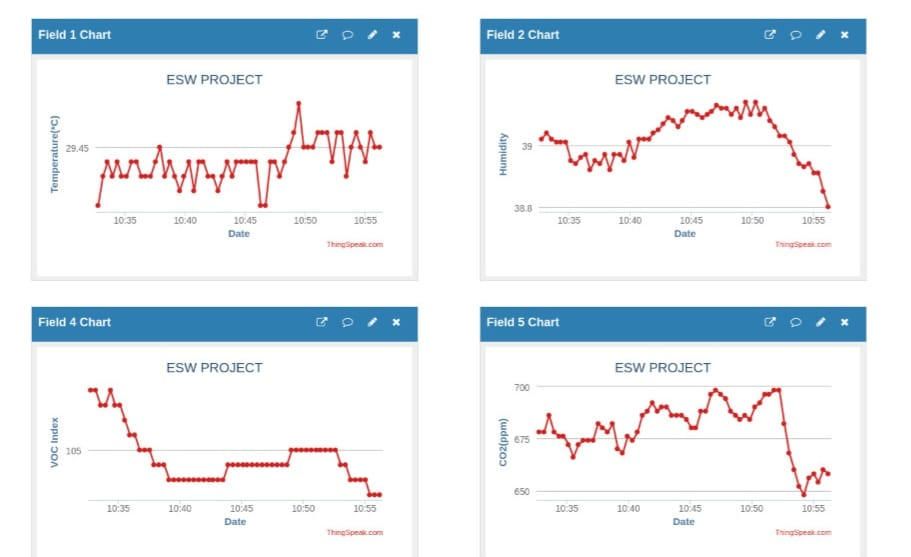 Field 1 Chart
ESW PROJECT
Temperature(*C)
29.45
10:35 10:40 10:45 10:50 10:55
Date
ThingSpeak.com
Field 2 Chart
ESW PROJECT
Humidity
39
38.8
10:35 10:40 10:45 10:50 10:55
Date
ThingSpeak.com
Field 4 Chart
ESW PROJECT
VOC Index
105
10:35 10:40 10:45 10:50 10:55
Date
ThingSpeak.com
Field 5 Chart
ESW PROJECT
CO2(ppm)
700
675
650
10:35 10:40 10:45 10:50 10:55
Date
ThingSpeak.com